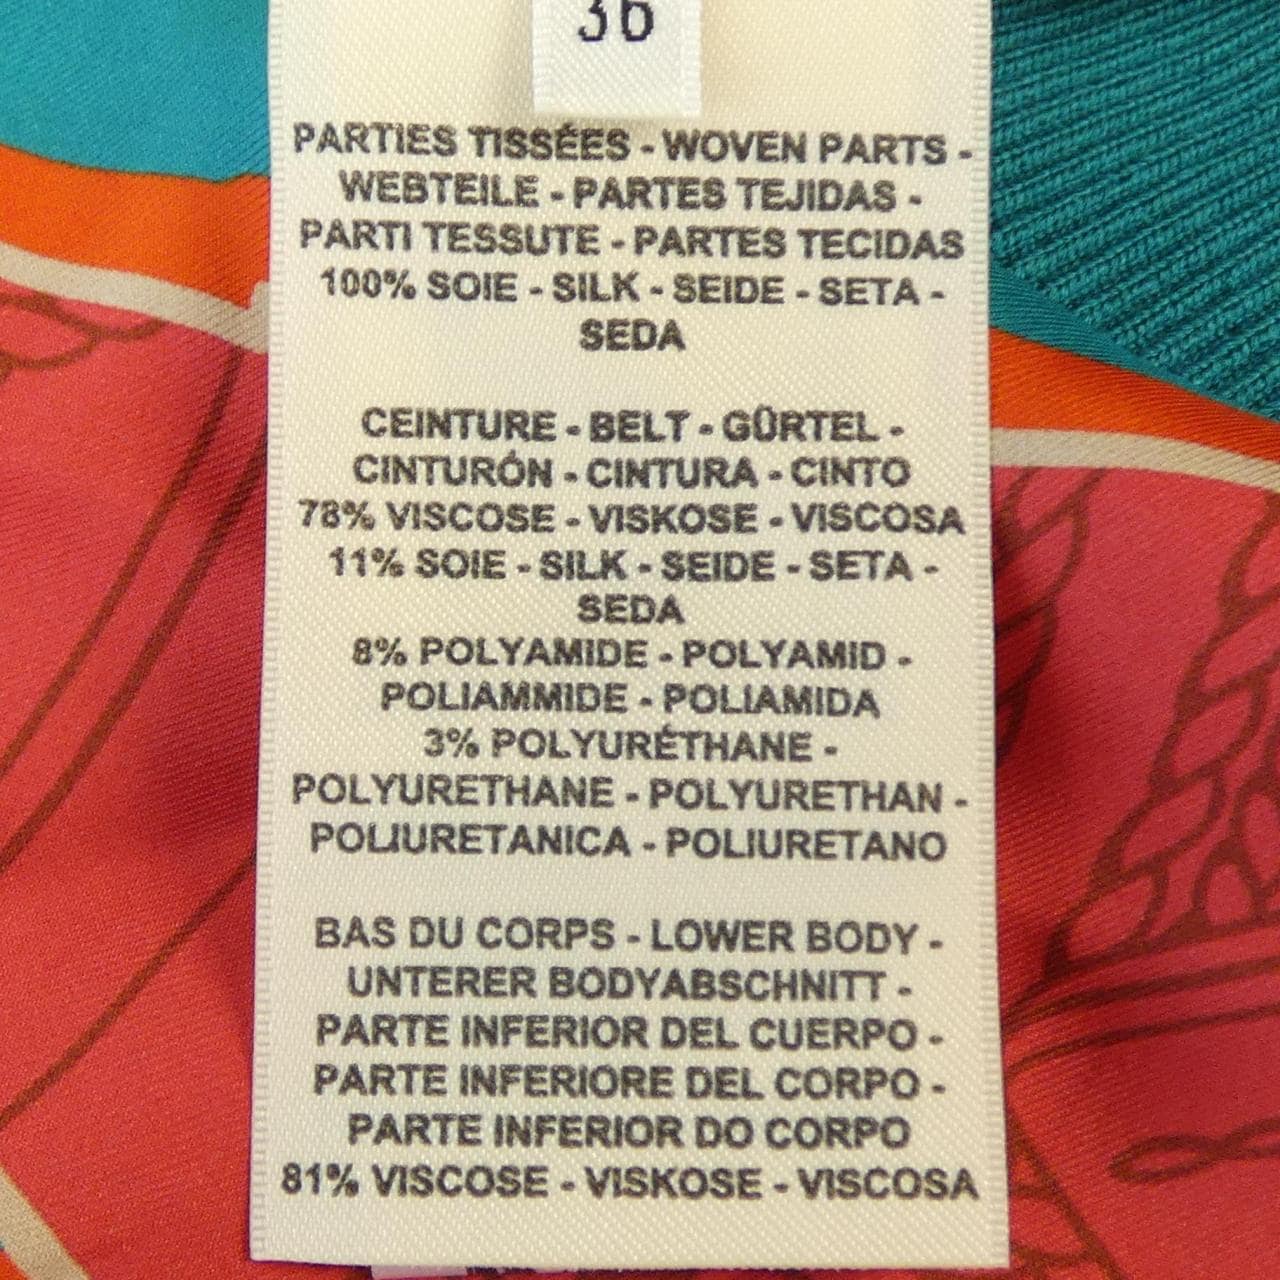 36
PARTIES TISSÉES - WOVEN PARTS -
WEBTEILE - PARTES TEJIDAS -
PARTI TESSUTE - PARTES TECIDAS
100% SOIE - SILK - SEIDE - SETA -
SEDA
CEINTURE - BELT - GÜRTEL -
CINTURÓN - CINTURA - CINTO
78% VISCOSE - VISKOSE - VISCOSA
11% SOIE - SILK - SEIDE - SETA -
SEDA
8% POLYAMIDE - POLYAMID -
POLIAMMIDE - POLIAMIDA
3% POLYURÉTHANE -
POLYURETHANE - POLYURETHAN -
POLIURETANICA - POLIURETANO
BAS DU CORPS - LOWER BODY -
UNTERER BODYABSCHNITT -
PARTE INFERIOR DEL CUERPO -
PARTE INFERIORE DEL CORPO -
PARTE INFERIOR DO CORPO
81% VISCOSE - VISKOSE - VISCOSA